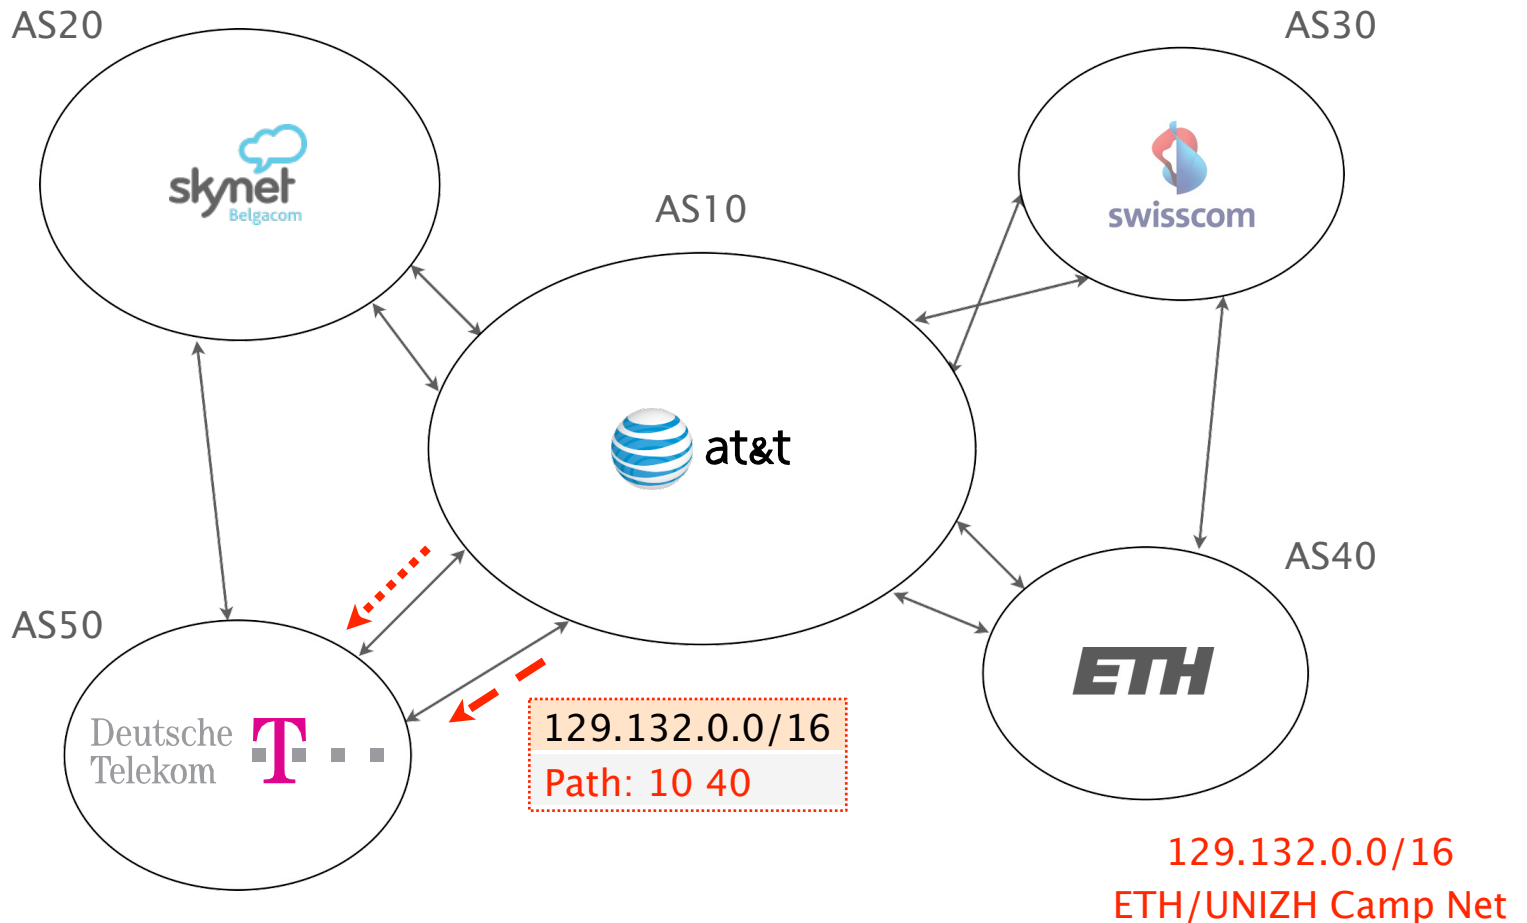 AS20
AS30
skynet
Belgacom
swisscom
AS10
at&t
AS40
ETH
AS50
Deutsche
Telekom
T
129.132.0.0/16
Path: 10 40
129.132.0.0/16
ETH/UNIZH Camp Net